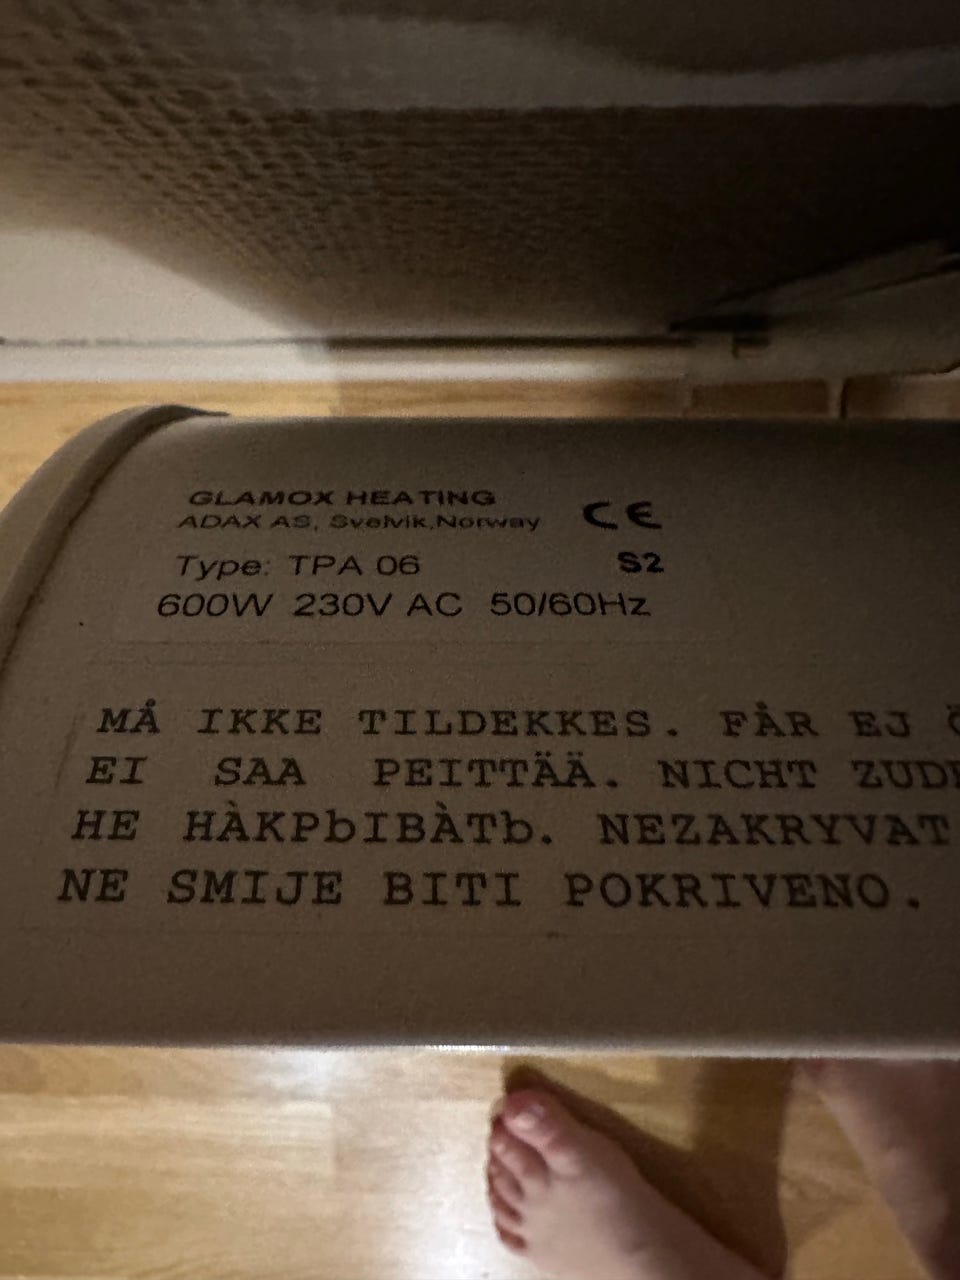 GLAMOX HEATING
ADAX AS, Svelvik,Norway CE
Type: TPA 06 S2
600W 230V AC 50/60Hz
MÅ IKKE TILDEKKES. FÅR EJ
EI SAA PEITTÄÄ. NICHT
HE HÀKPbIBÀTb. NEZAKRYVAT
NE SMIJE BITI POKRIVENO.